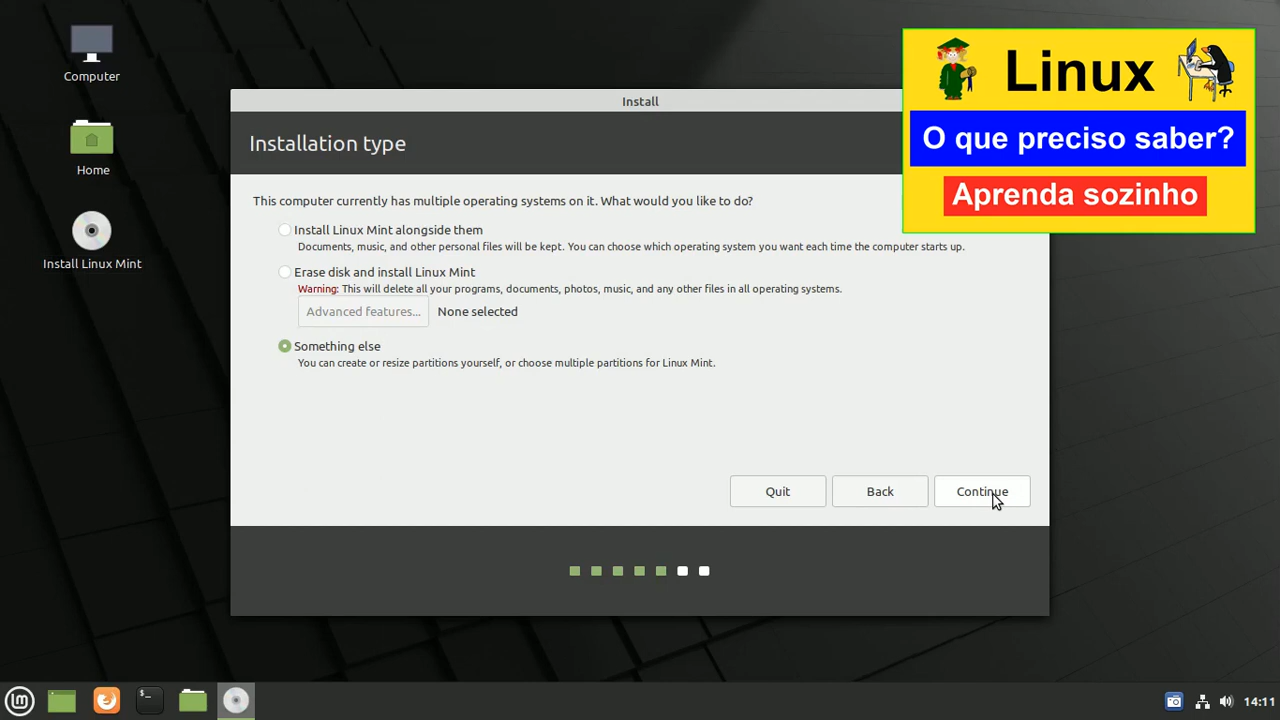 Computer
Home
Install Linux Mint
Install
Installation type
This computer currently has multiple operating systems on it. What would you like to do?
Install Linux Mint alongside them
Documents, music, and other personal files will be kept. You can choose which operating system you want each time the computer starts up.
Erase disk and install Linux Mint
Warning: This will delete all your programs, documents, photos, music, and any other files in all operating systems.
Advanced features... None selected
Something else
You can create or resize partitions yourself, or choose multiple partitions for Linux Mint.
Quit Back Continue
Linux
O que preciso saber?
Aprenda sozinho
14:11